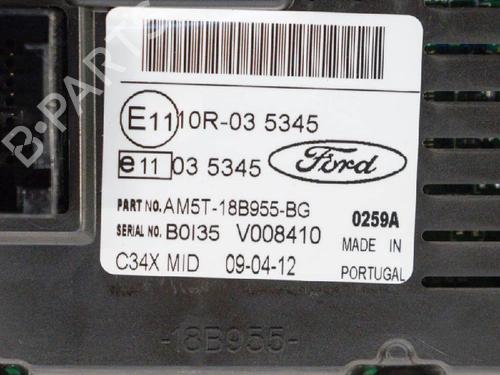 B-PARTS
E11 10R-03 5345
e11 03 5345 Ford
PART NO. AM5T-18B955-BG 0259A
SERIAL NO. B0I35 V008410 MADE IN
C34X MID 09-04-12 PORTUGAL
-18B955-